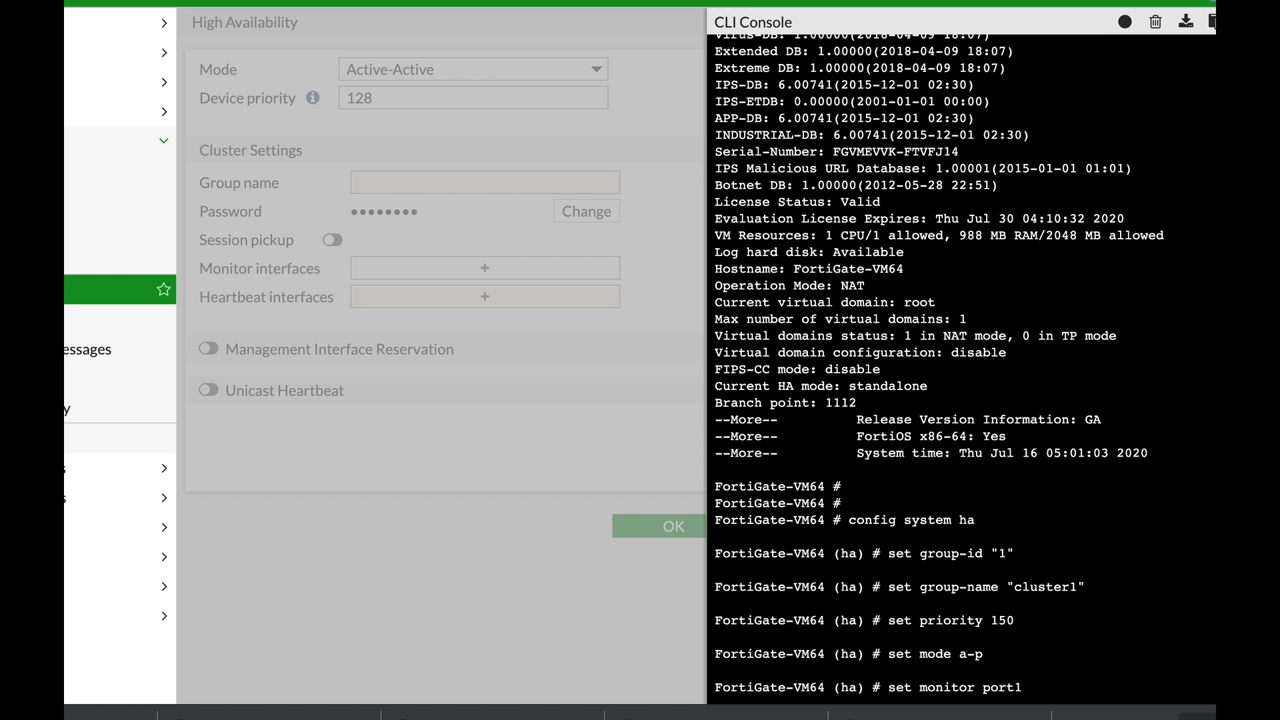 High Availability
Mode
Active-Active
Device priority
128
Cluster Settings
Group name
Password
Change
Session pickup
Monitor interfaces
+
Heartbeat interfaces
+
Management Interface Reservation
Unicast Heartbeat
OK
essages
y
s
s
CLI Console
Virus-DB: 1.00000(2018-04-09 18:07)
Extended DB: 1.00000(2018-04-09 18:07)
Extreme DB: 1.00000(2018-04-09 18:07)
IPS-DB: 6.00741(2015-12-01 02:30)
IPS-ETDB: 0.00000(2001-01-01 00:00)
APP-DB: 6.00741(2015-12-01 02:30)
INDUSTRIAL-DB: 6.00741(2015-12-01 02:30)
Serial-Number: FGVMEVVK-FTVFJ14
IPS Malicious URL Database: 1.00001(2015-01-01 01:01)
Botnet DB: 1.00000(2012-05-28 22:51)
License Status: Valid
Evaluation License Expires: Thu Jul 30 04:10:32 2020
VM Resources: 1 CPU/1 allowed, 988 MB RAM/2048 MB allowed
Log hard disk: Available
Hostname: FortiGate-VM64
Operation Mode: NAT
Current virtual domain: root
Max number of virtual domains: 1
Virtual domains status: 1 in NAT mode, 0 in TP mode
Virtual domain configuration: disable
FIPS-CC mode: disable
Current HA mode: standalone
Branch point: 1112
--More-- Release Version Information: GA
--More-- FortiOS x86-64: Yes
--More-- System time: Thu Jul 16 05:01:03 2020
FortiGate-VM64 #
FortiGate-VM64 #
FortiGate-VM64 # config system ha
FortiGate-VM64 (ha) # set group-id "1"
FortiGate-VM64 (ha) # set group-name "cluster1"
FortiGate-VM64 (ha) # set priority 150
FortiGate-VM64 (ha) # set mode a-p
FortiGate-VM64 (ha) # set monitor port1